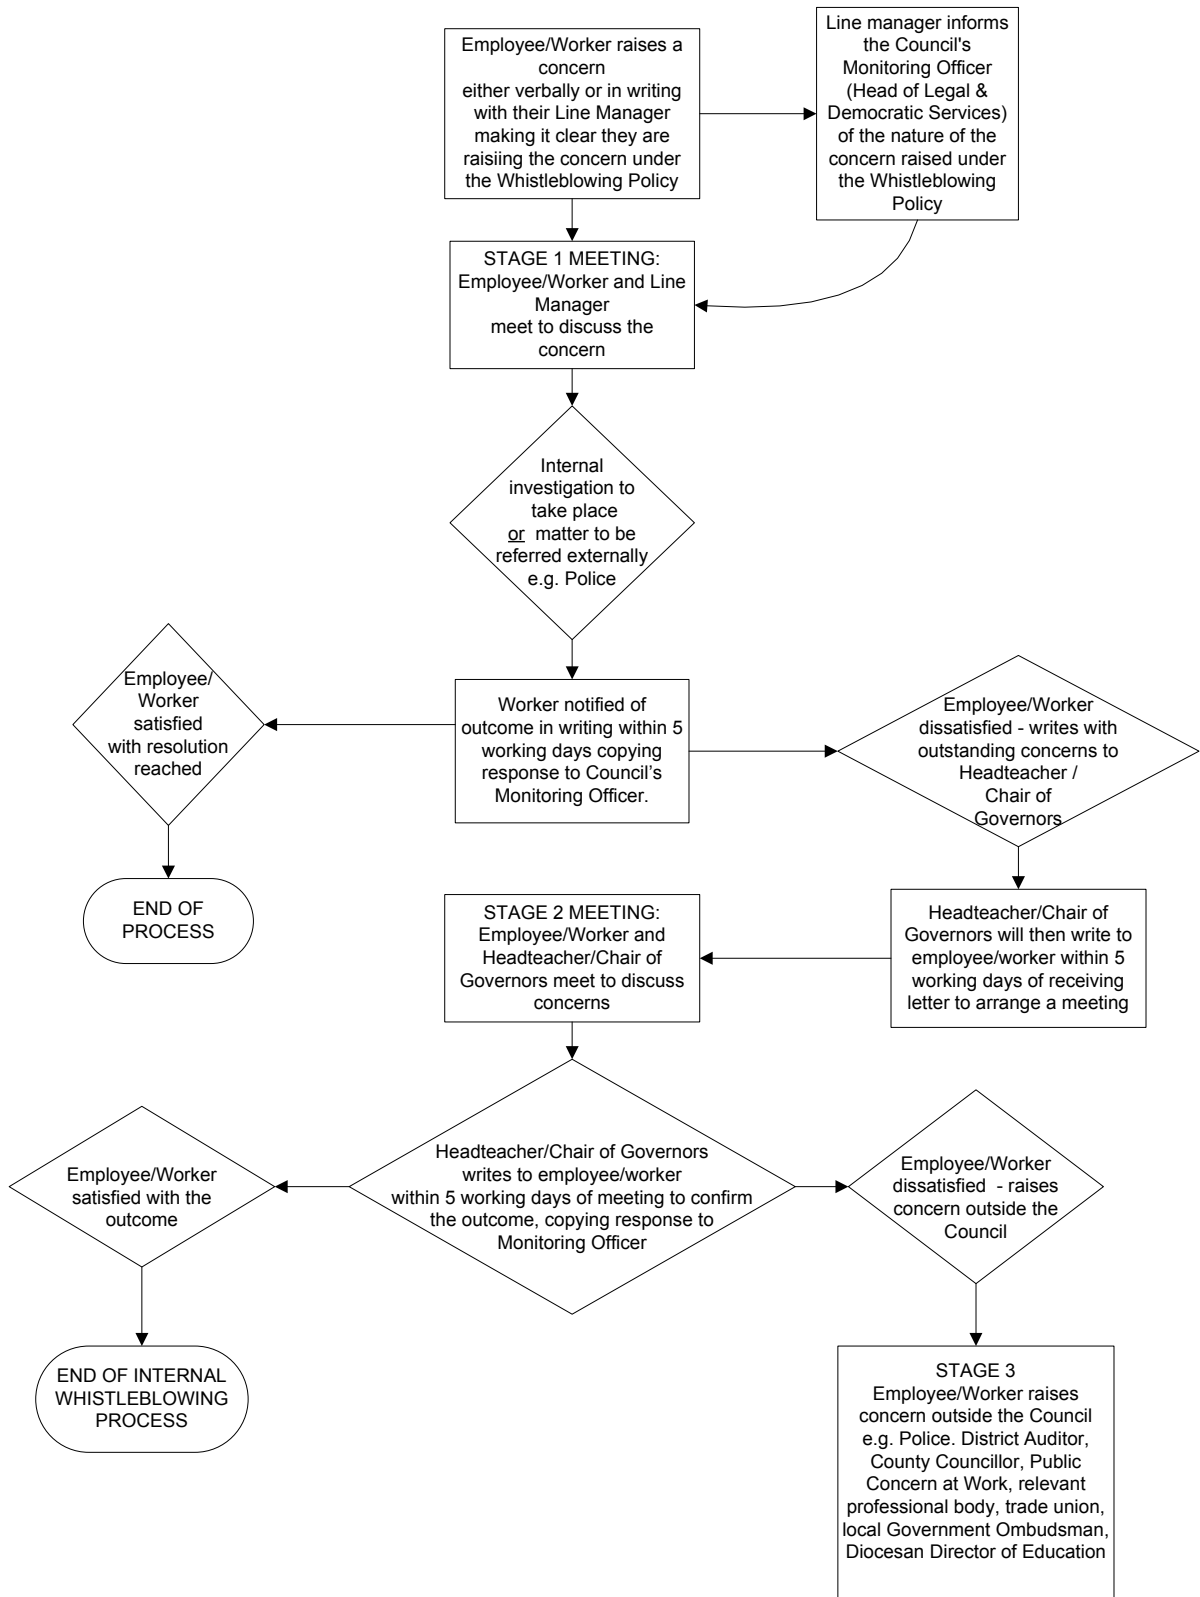 Employee/Worker raises a
concern
either verbally or in writing
with their Line Manager
making it clear they are
raisiing the concern under
the Whistleblowing Policy
Line manager informs
the Council's
Monitoring Officer
(Head of Legal &
Democratic Services)
of the nature of the
concern raised under
the Whistleblowing
Policy
STAGE 1 MEETING:
Employee/Worker and Line
Manager
meet to discuss the
concern
Internal
investigation to
take place
or matter to be
referred externally
e.g. Police
Employee/
Worker
satisfied
with resolution
reached
Worker notified of
outcome in writing within 5
working days copying
response to Council’s
Monitoring Officer.
Employee/Worker
dissatisfied - writes with
outstanding concerns to
Headteacher /
Chair of
Governors
END OF
PROCESS
STAGE 2 MEETING:
Employee/Worker and
Headteacher/Chair of
Governors meet to discuss
concerns
Headteacher/Chair of
Governors will then write to
employee/worker within 5
working days of receiving
letter to arrange a meeting
Employee/Worker
satisfied with the
outcome
Headteacher/Chair of Governors
writes to employee/worker
within 5 working days of meeting to confirm
the outcome, copying response to
Monitoring Officer
Employee/Worker
dissatisfied - raises
concern outside the
Council
END OF INTERNAL
WHISTLEBLOWING
PROCESS
STAGE 3
Employee/Worker raises
concern outside the Council
e.g. Police. District Auditor,
County Councillor, Public
Concern at Work, relevant
professional body, trade union,
local Government Ombudsman,
Diocesan Director of Education